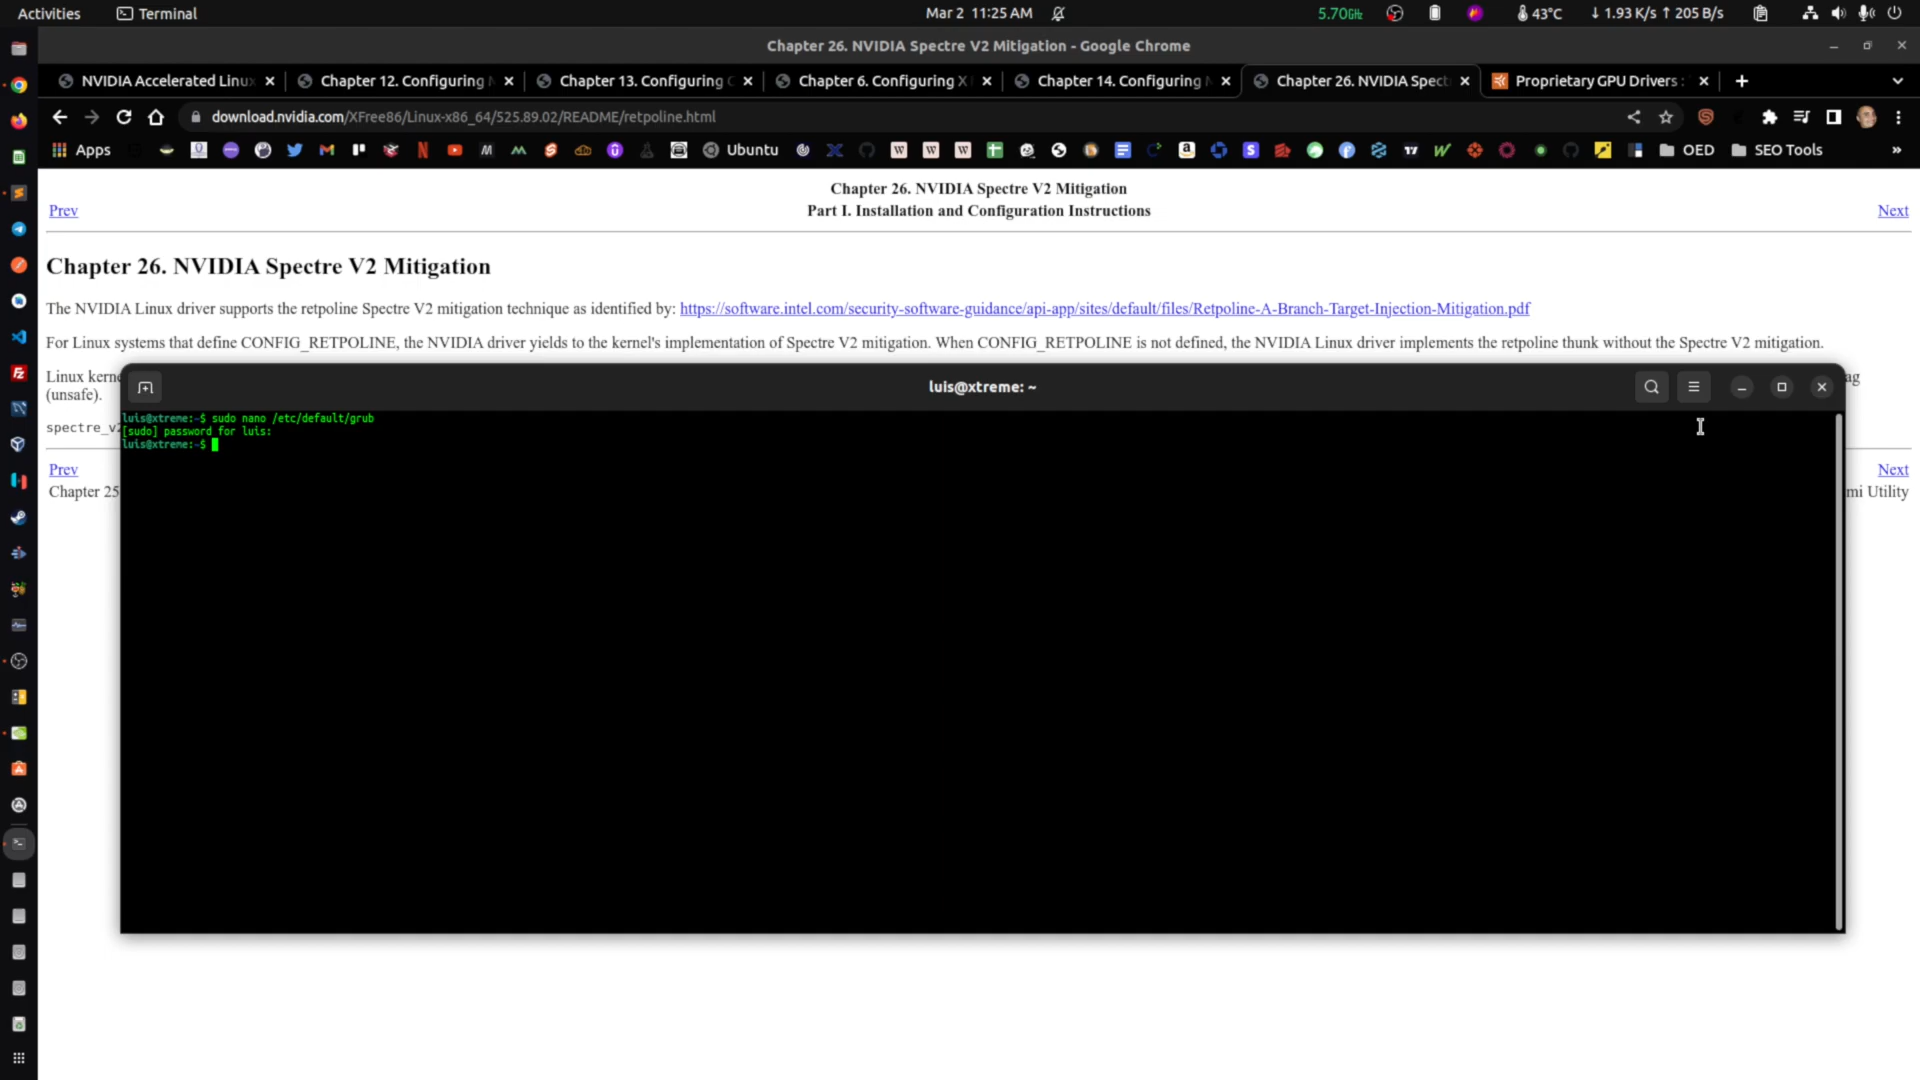 Activities
Terminal
Mar 2 11:25 AM
5.70GHz
43°C
↓ 1.93 K/s ↑ 205 B/s
Chapter 26. NVIDIA Spectre V2 Mitigation - Google Chrome
NVIDIA Accelerated Linux
Chapter 12. Configuring
Chapter 13. Configuring
Chapter 6. Configuring X
Chapter 14. Configuring
Chapter 26. NVIDIA Spect
Proprietary GPU Drivers :
download.nvidia.com/XFree86/Linux-x86_64/525.89.02/README/retpoline.html
Apps
Ubuntu
OED
SEO Tools
»
Chapter 26. NVIDIA Spectre V2 Mitigation
Prev
Part I. Installation and Configuration Instructions
Next
Chapter 26. NVIDIA Spectre V2 Mitigation
The NVIDIA Linux driver supports the retpoline Spectre V2 mitigation technique as identified by: https://software.intel.com/security-software-guidance/api-app/sites/default/files/Retpoline-A-Branch-Target-Injection-Mitigation.pdf
For Linux systems that define CONFIG_RETPOLINE, the NVIDIA driver yields to the kernel's implementation of Spectre V2 mitigation. When CONFIG_RETPOLINE is not defined, the NVIDIA Linux driver implements the retpoline thunk without the Spectre V2 mitigation.
Linux kerne
ag
(unsafe).
spectre_v2
luis@xtreme: ~
luis@xtreme:~$ sudo nano /etc/default/grub
[sudo] password for luis:
luis@xtreme:~$
Prev
Next
Chapter 25
mi Utility